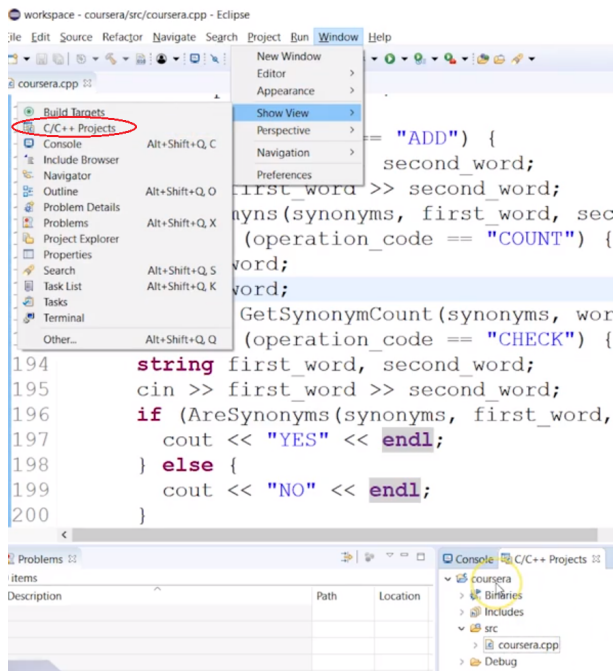 workspace - coursera/src/coursera.cpp - Eclipse
File Edit Source Refactor Navigate Search Project Run Window Help
coursera.cpp
New Window
Editor
Appearance
Show View
Perspective
Navigation
Preferences
Build Targets
C/C++ Projects
Console Alt+Shift+Q, C
Include Browser
Navigator
Outline Alt+Shift+Q, O
Problem Details
Problems Alt+Shift+Q, X
Project Explorer
Properties
Search Alt+Shift+Q, S
Task List Alt+Shift+Q, K
Tasks
Terminal
Other... Alt+Shift+Q, Q
== "ADD") {
second_word;
first_word >> second_word;
myns(synonyms, first_word, sec
(operation_code == "COUNT") {
word;
word;
GetSynonymCount(synonyms, wor
(operation_code == "CHECK") {
194 string first_word, second_word;
195 cin >> first_word >> second_word;
196 if (AreSynonyms(synonyms, first_word,
197 cout << "YES" << endl;
198 } else {
199 cout << "NO" << endl;
200 }
Problems
items
Description Path Location
Console C/C++ Projects
coursera
Binaries
Includes
src
coursera.cpp
Debug